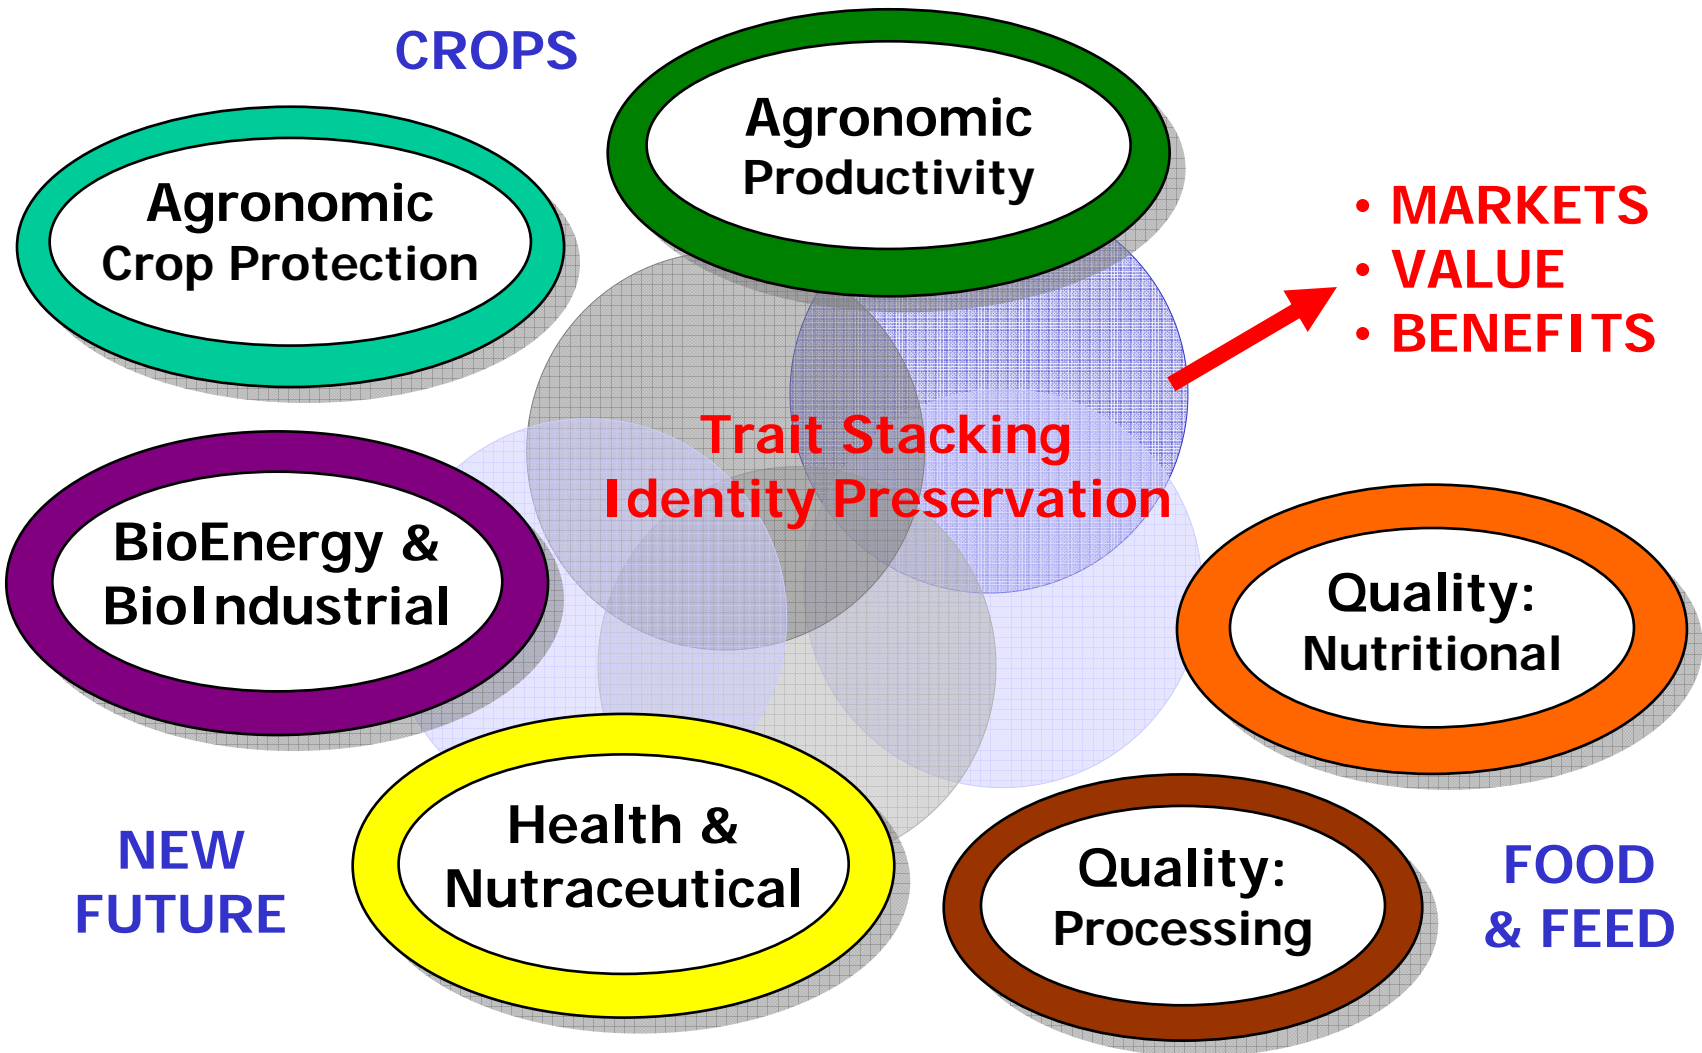 CROPS
Agronomic
Productivity
Agronomic
Crop Protection
• MARKETS
• VALUE
• BENEFITS
Trait Stacking
Identity Preservation
BioEnergy &
BioIndustrial
Quality:
Nutritional
Health &
Nutraceutical
Quality:
Processing
NEW
FUTURE
FOOD
& FEED